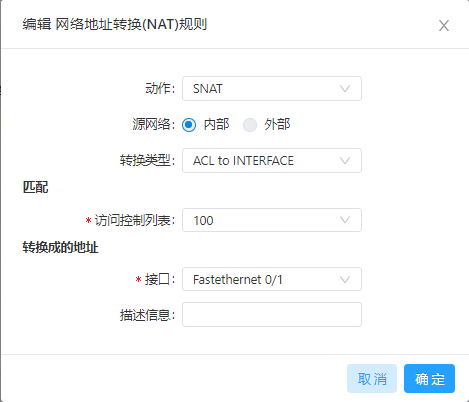 编辑 网络地址转换(NAT)规则
动作: SNAT
源网络: 内部 外部
转换类型: ACL to INTERFACE
匹配
* 访问控制列表: 100
转换成的地址
* 接口: Fastethernet 0/1
描述信息:
取消 确定